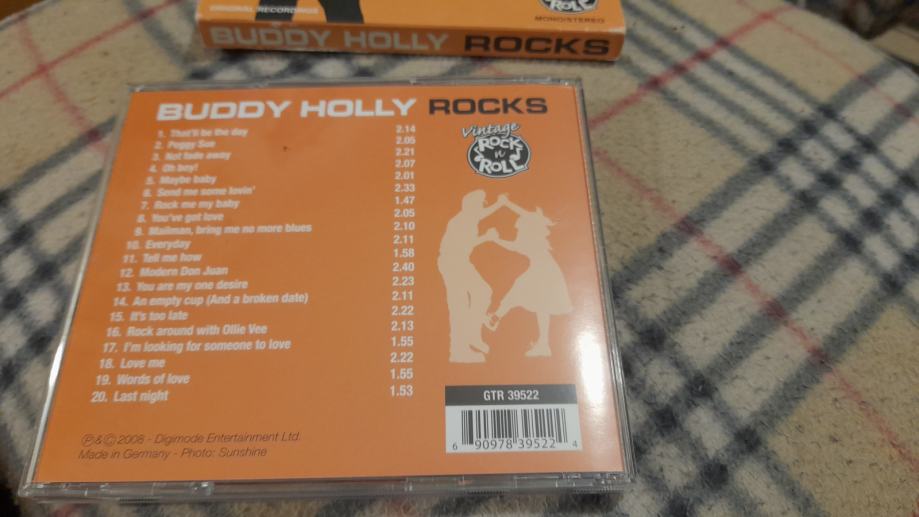 ORIGINAL RECORDINGS
ROCK n ROLL
MONO/STEREO
BUDDY HOLLY ROCKS
BUDDY HOLLY ROCKS
Vintage
ROCK
n
ROLL
1. That'll be the day 2.14
2. Peggy Sue 2.05
3. Not fade away 2.21
4. Oh boy! 2.07
5. Maybe baby 2.01
6. Send me some lovin' 2.33
7. Rock me my baby 1.47
8. You've got love 2.05
9. Mailman, bring me no more blues 2.10
10. Everyday 2.11
11. Tell me how 1.58
12. Modern Don Juan 2.40
13. You are my one desire 2.23
14. An empty cup (And a broken date) 2.11
15. It's too late 2.22
16. Rock around with Ollie Vee 2.13
17. I'm looking for someone to love 1.55
18. Love me 2.22
19. Words of love 1.55
20. Last night 1.53
GTR 39522
6 90978 39522 4
℗&©2008 - Digimode Entertainment Ltd.
Made in Germany - Photo: Sunshine